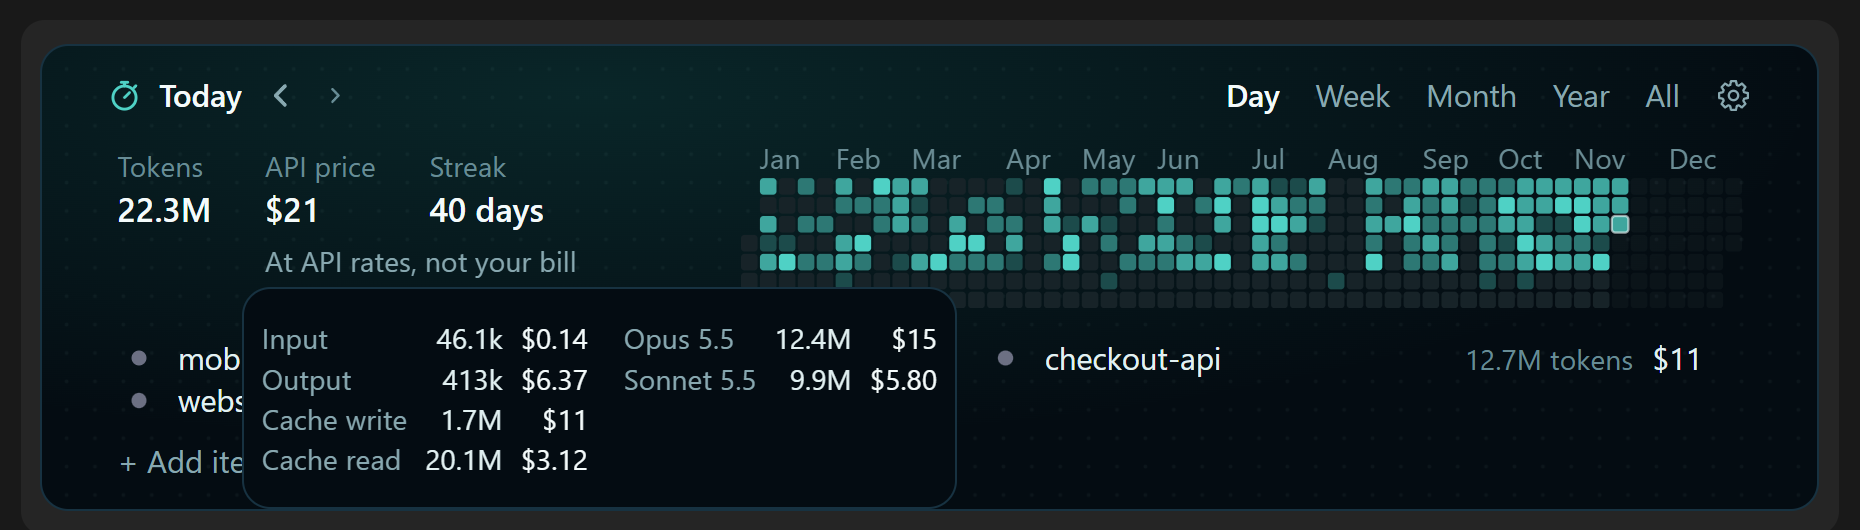 Today
Day Week Month Year All
Tokens API price Streak
22.3M $21 40 days
At API rates, not your bill
Jan Feb Mar Apr May Jun Jul Aug Sep Oct Nov Dec
Input 46.1k $0.14 Opus 5.5 12.4M $15
Output 413k $6.37 Sonnet 5.5 9.9M $5.80
Cache write 1.7M $11
Cache read 20.1M $3.12
mob
webs
+ Add ite
checkout-api 12.7M tokens $11